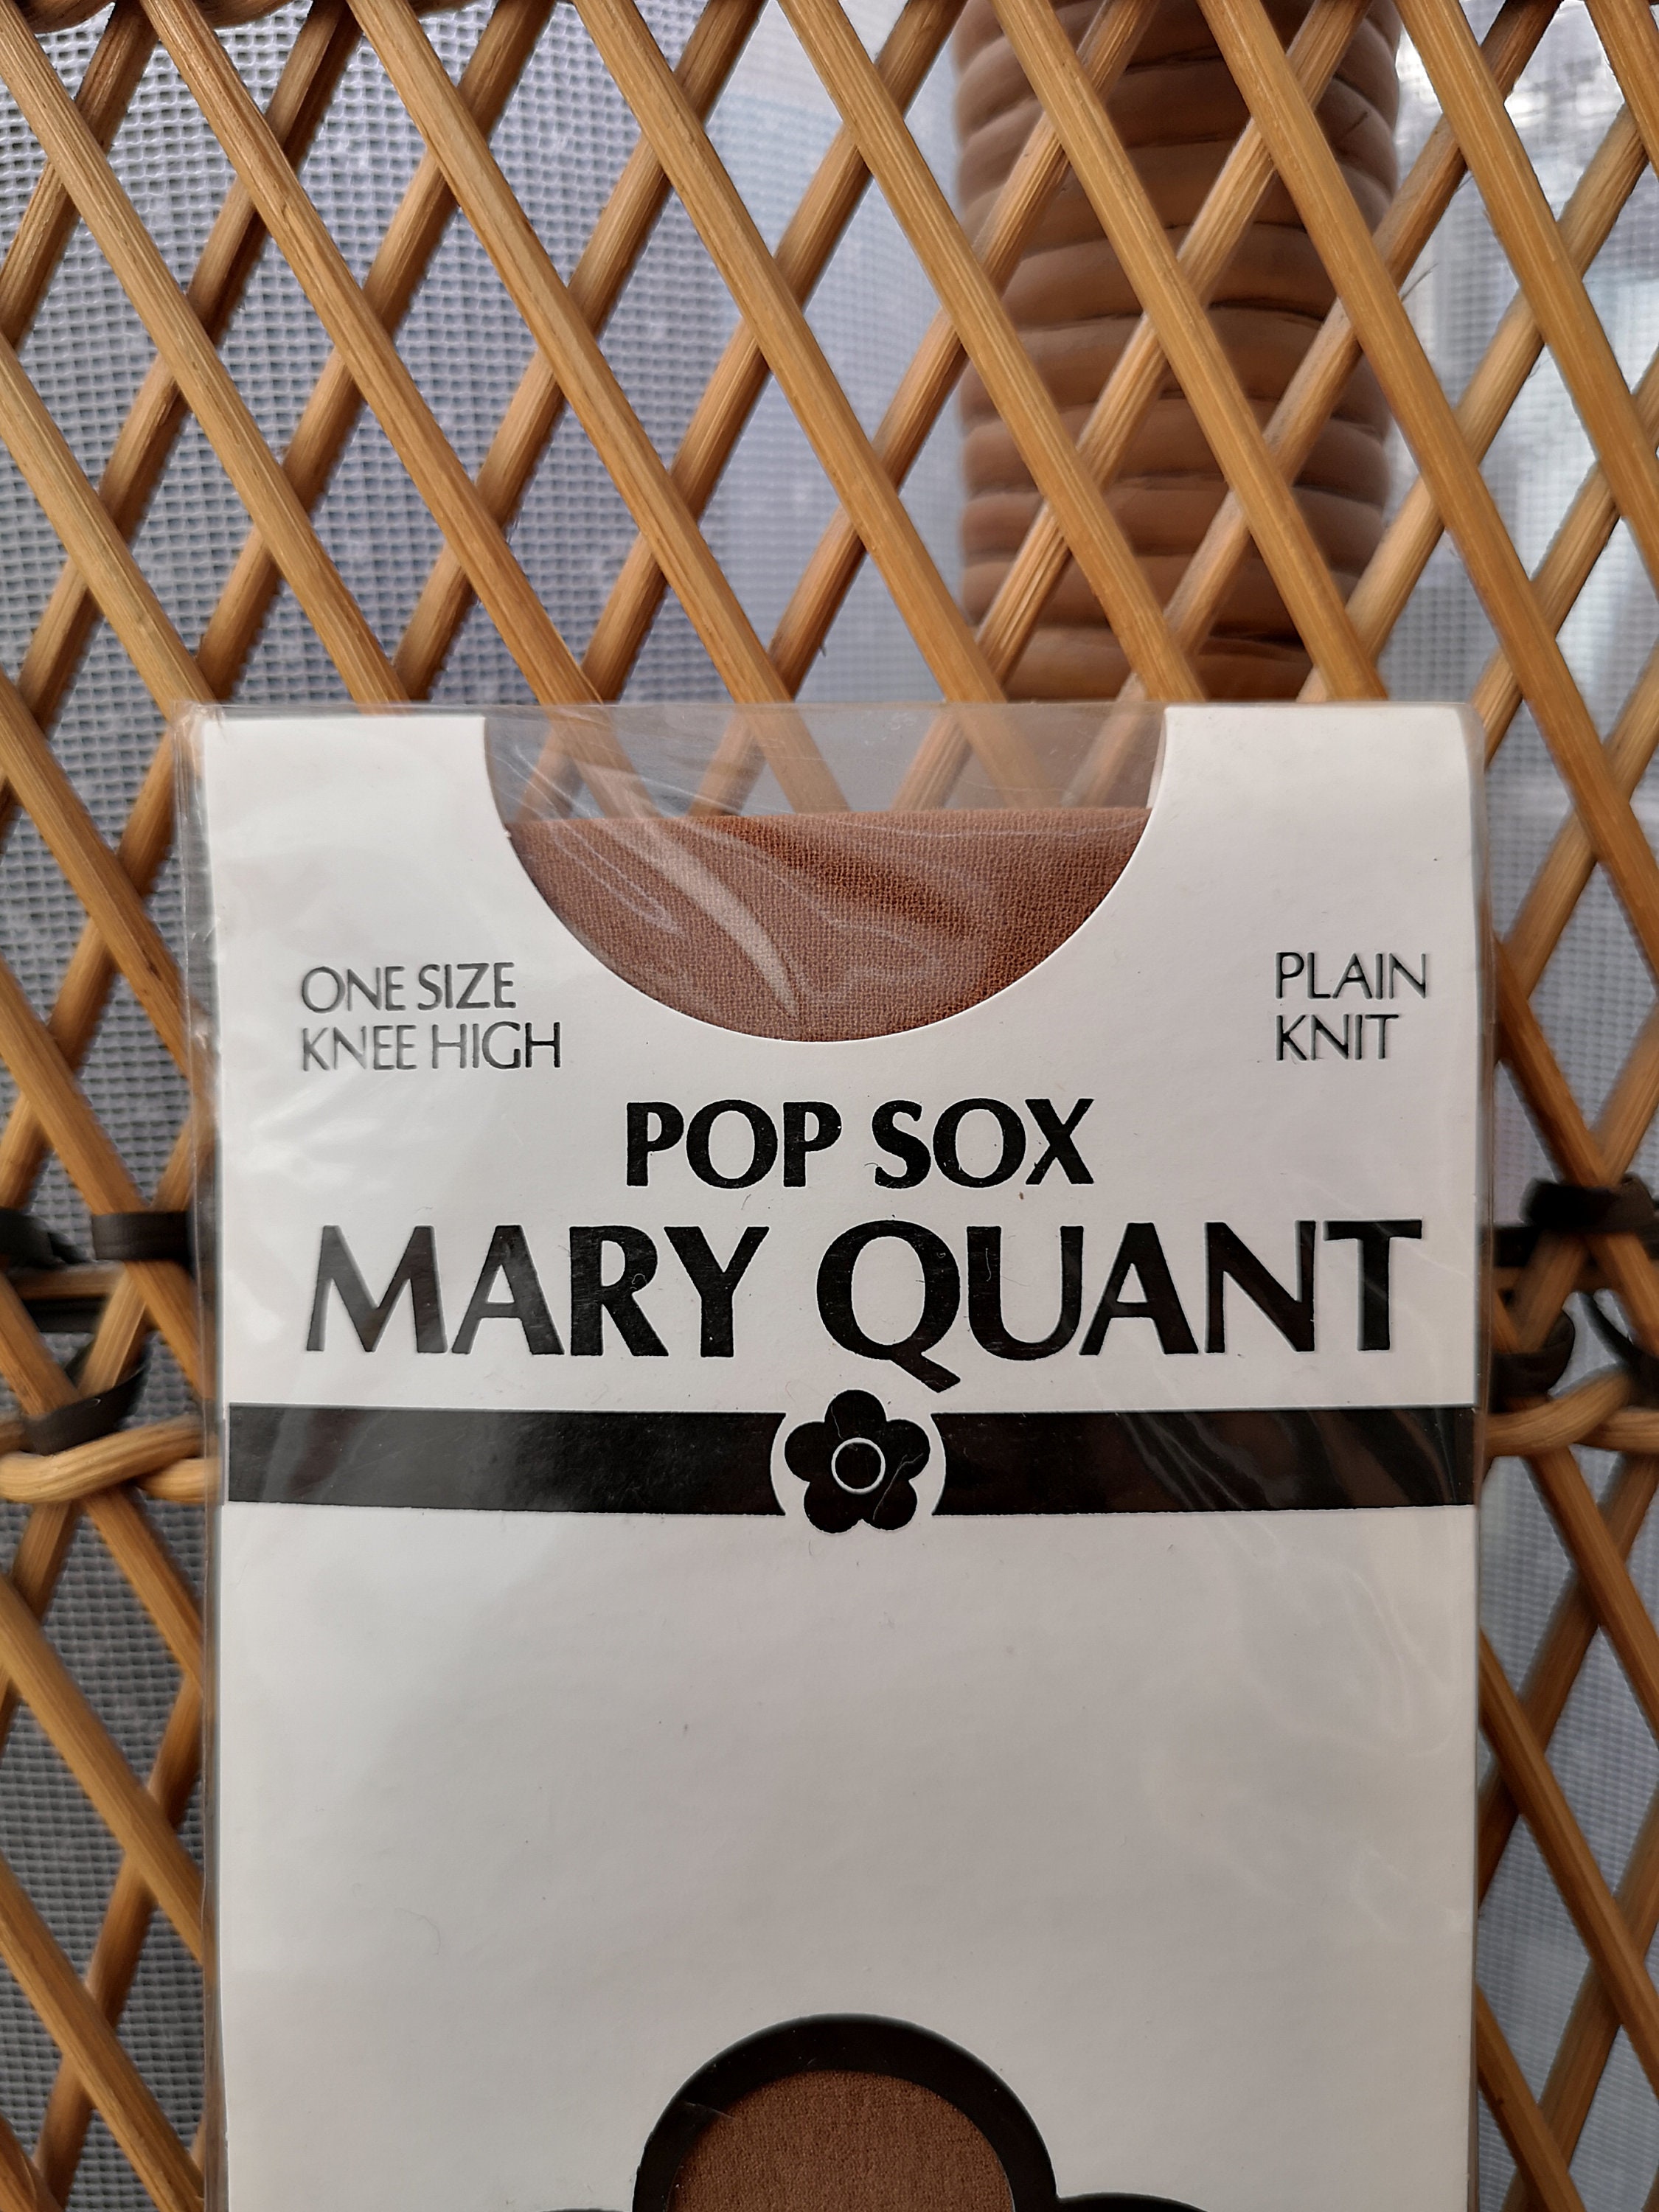 ONE SIZE
KNEE HIGH
PLAIN
KNIT
POP SOX
MARY QUANT